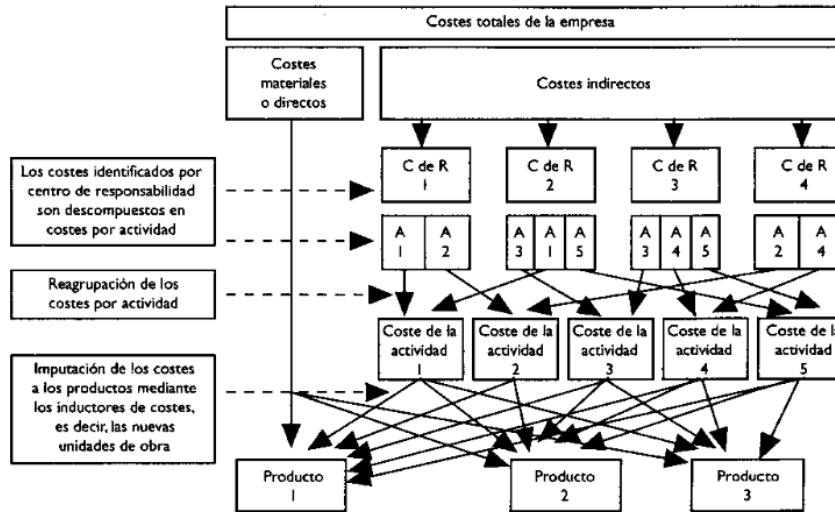 Costes totales de la empresa
Costes
materiales
o directos
Costes indirectos
Los costes identificados por
centro de responsabilidad
son descompuestos en
costes por actividad
C de R
1
C de R
2
C de R
3
C de R
4
A
1
A
2
A
3
A
1
A
5
A
3
A
4
A
5
A
2
A
4
Reagrupación de los
costes por actividad
Coste de la
actividad
1
Coste de la
actividad
2
Coste de la
actividad
3
Coste de la
actividad
4
Coste de la
actividad
5
Imputación de los costes
a los productos mediante
los inductores de costes,
es decir, las nuevas
unidades de obra
Producto
1
Producto
2
Producto
3